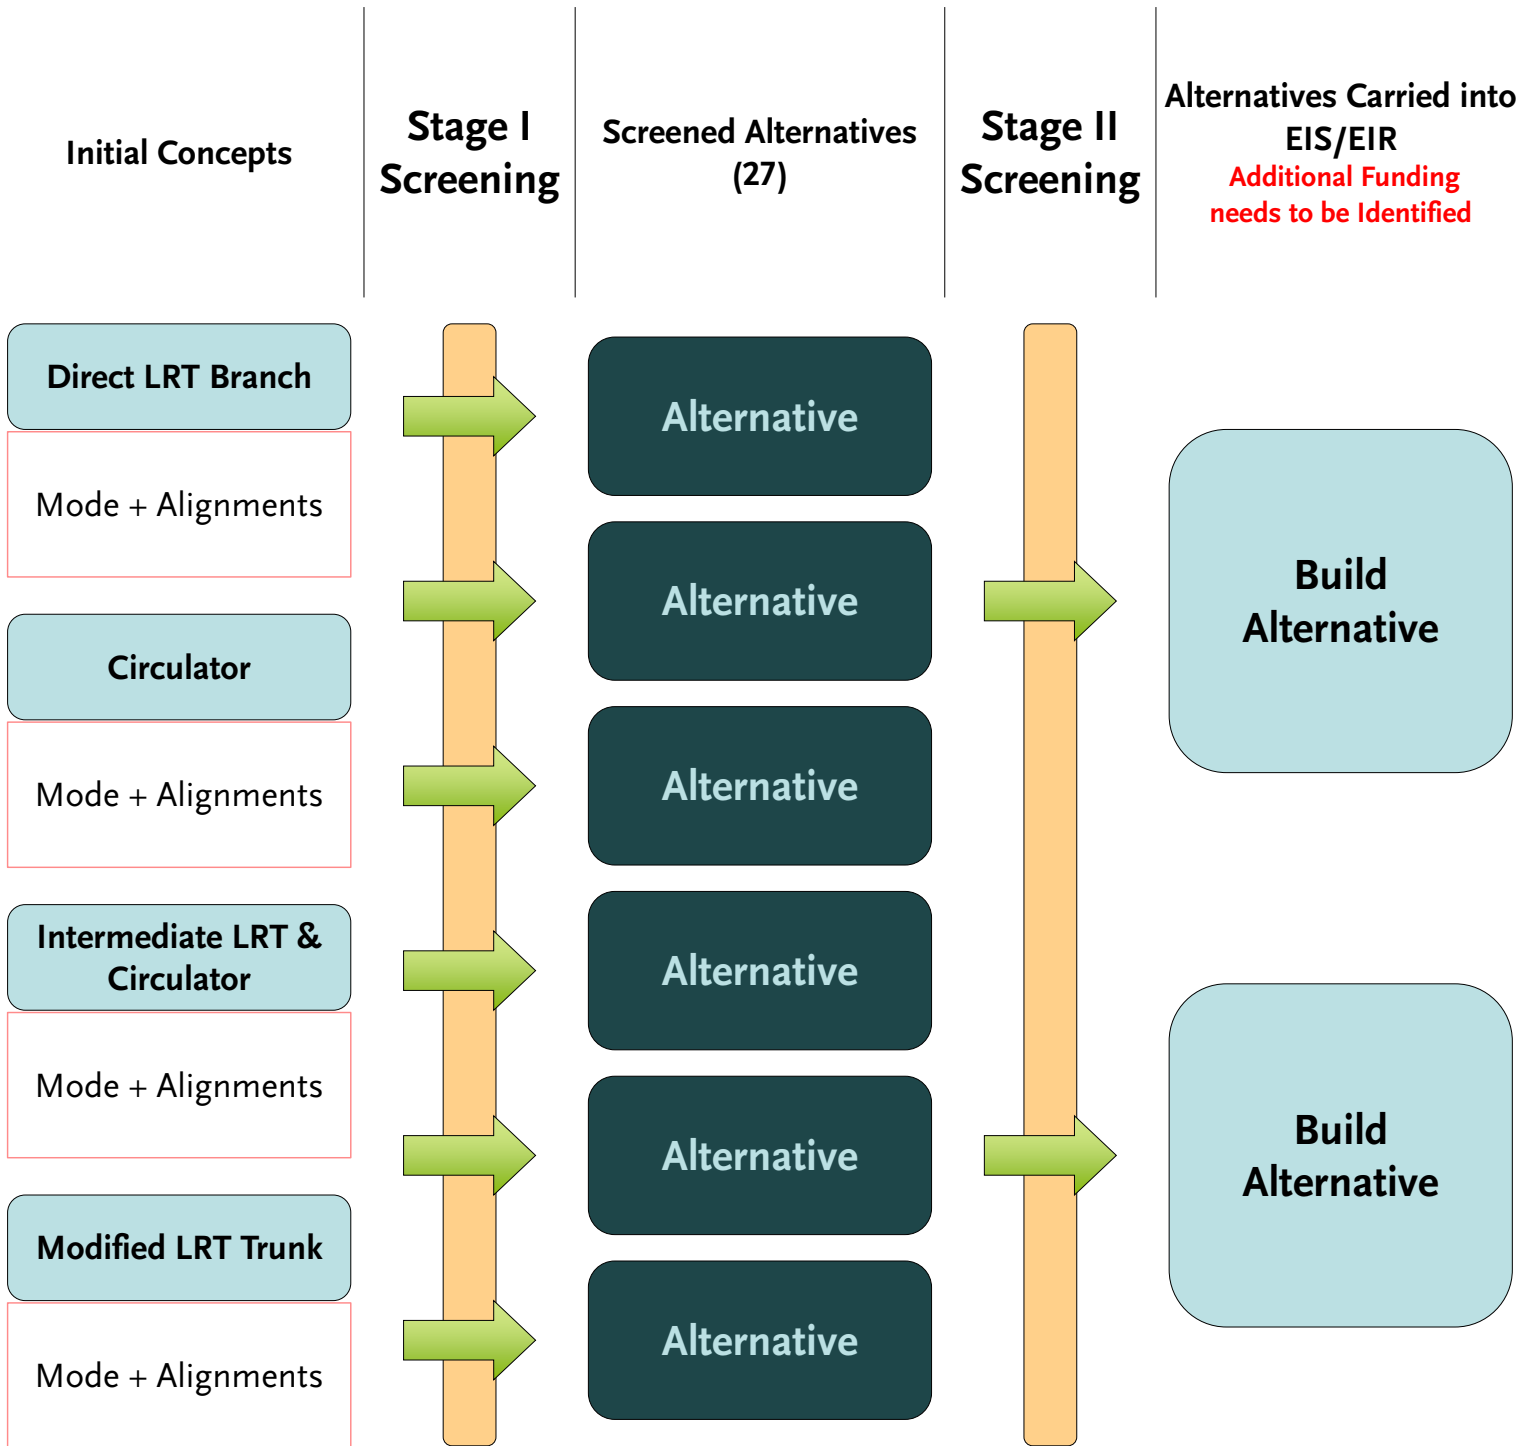 Initial Concepts
Stage I
Screening
Screened Alternatives
(27)
Stage II
Screening
Alternatives Carried into
EIS/EIR
Additional Funding
needs to be Identified
Direct LRT Branch
Mode + Alignments
Circulator
Mode + Alignments
Intermediate LRT &
Circulator
Mode + Alignments
Modified LRT Trunk
Mode + Alignments
Alternative
Alternative
Alternative
Alternative
Alternative
Alternative
Build
Alternative
Build
Alternative